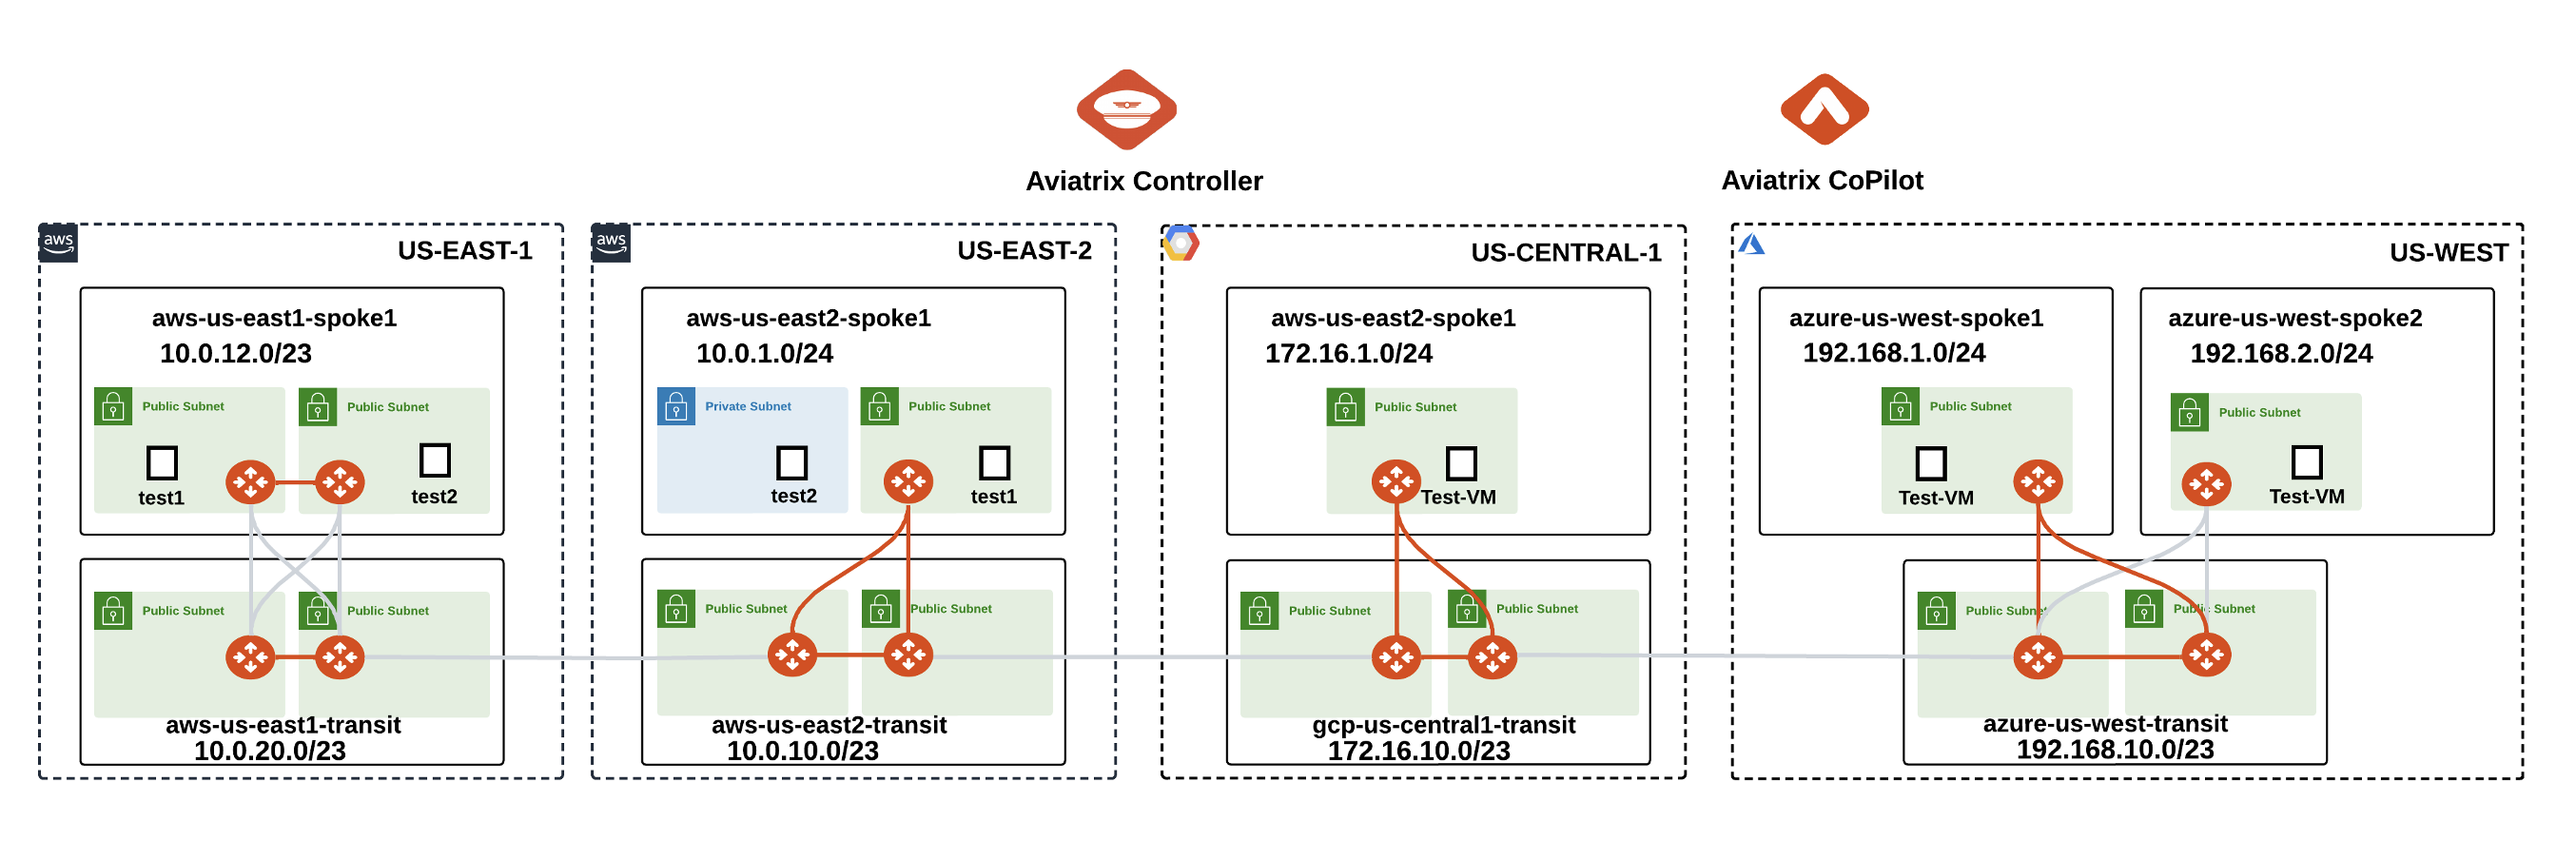 Aviatrix Controller
Aviatrix CoPilot
aws
US-EAST-1
aws-us-east1-spoke1
10.0.12.0/23
Public Subnet
Public Subnet
test1
test2
Public Subnet
Public Subnet
aws-us-east1-transit
10.0.20.0/23
aws
US-EAST-2
aws-us-east2-spoke1
10.0.1.0/24
Private Subnet
Public Subnet
test2
test1
Public Subnet
Public Subnet
aws-us-east2-transit
10.0.10.0/23
US-CENTRAL-1
aws-us-east2-spoke1
172.16.1.0/24
Public Subnet
Test-VM
Public Subnet
Public Subnet
gcp-us-central1-transit
172.16.10.0/23
US-WEST
azure-us-west-spoke1
192.168.1.0/24
Public Subnet
Test-VM
azure-us-west-spoke2
192.168.2.0/24
Public Subnet
Test-VM
Public Subnet
Public Subnet
azure-us-west-transit
192.168.10.0/23